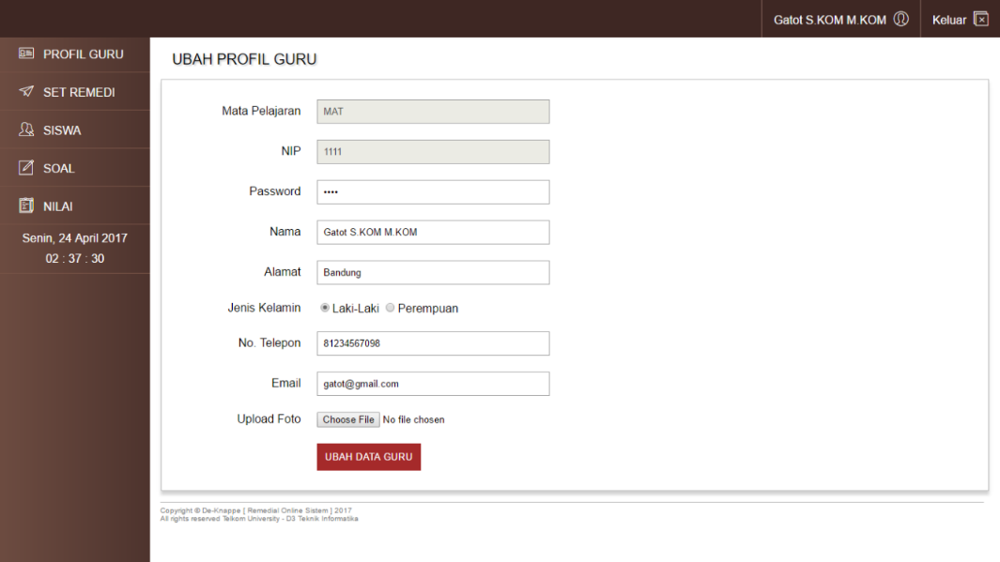 Gatot S.KOM M.KOM
Keluar
PROFIL GURU
SET REMEDI
SISWA
SOAL
NILAI
Senin, 24 April 2017
02 : 37 : 30
UBAH PROFIL GURU
Mata Pelajaran MAT
NIP 1111
Password ••••
Nama Gatot S.KOM M.KOM
Alamat Bandung
Jenis Kelamin Laki-Laki Perempuan
No. Telepon 81234567098
Email gatot@gmail.com
Upload Foto Choose File No file chosen
UBAH DATA GURU
Copyright © De-Knappe [ Remedial Online Sistem ] 2017
All rights reserved Telkom University - D3 Teknik Informatika